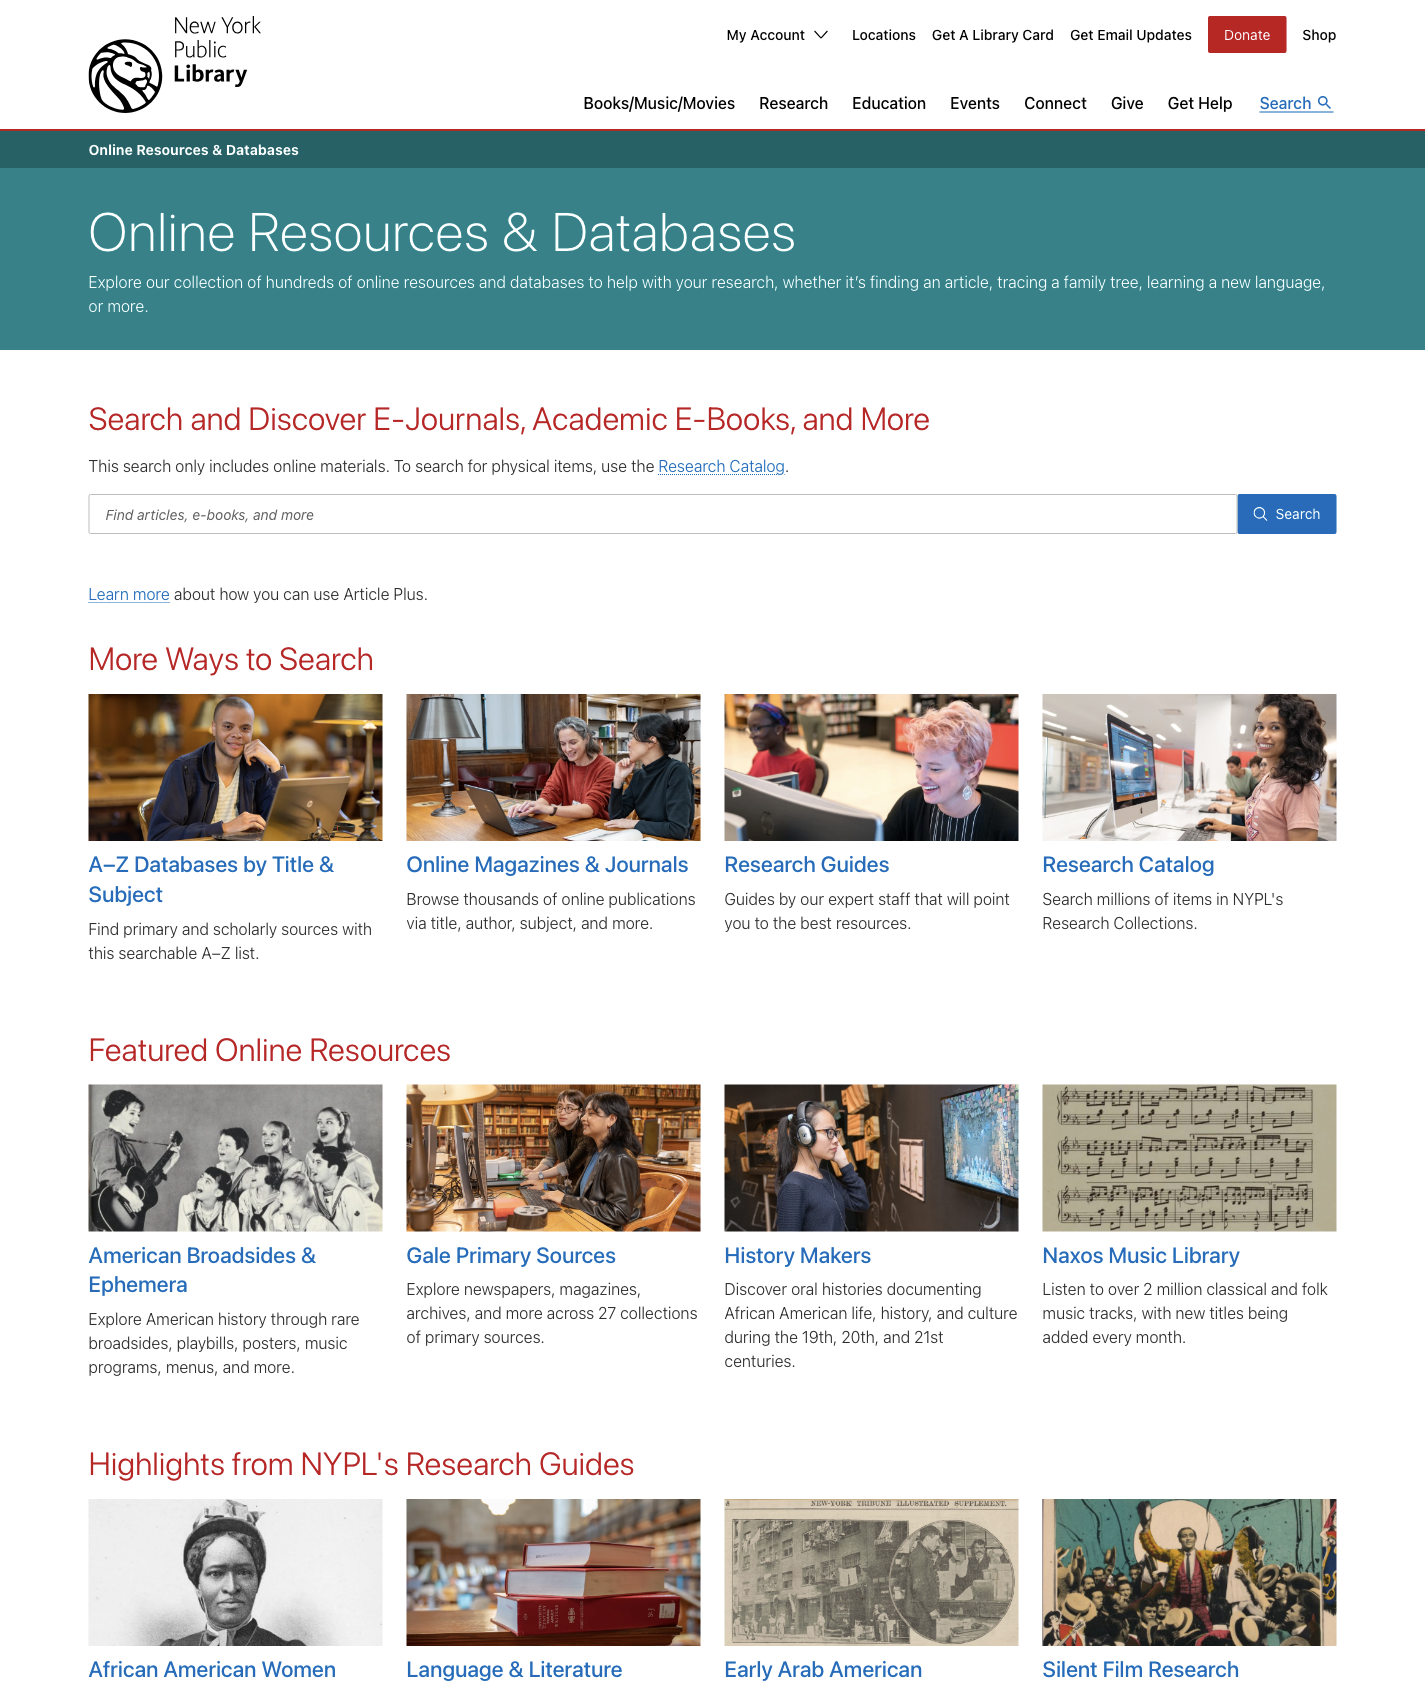 New York
Public
Library
My Account
Locations
Get A Library Card
Get Email Updates
Donate
Shop
Books/Music/Movies
Research
Education
Events
Connect
Give
Get Help
Search
Online Resources & Databases
Online Resources & Databases
Explore our collection of hundreds of online resources and databases to help with your research, whether it’s finding an article, tracing a family tree, learning a new language,
or more.
Search and Discover E-Journals, Academic E-Books, and More
This search only includes online materials. To search for physical items, use the Research Catalog.
Find articles, e-books, and more
Search
Learn more about how you can use Article Plus.
More Ways to Search
A–Z Databases by Title &
Subject
Find primary and scholarly sources with
this searchable A–Z list.
Online Magazines & Journals
Browse thousands of online publications
via title, author, subject, and more.
Research Guides
Guides by our expert staff that will point
you to the best resources.
Research Catalog
Search millions of items in NYPL's
Research Collections.
Featured Online Resources
American Broadsides &
Ephemera
Explore American history through rare
broadsides, playbills, posters, music
programs, menus, and more.
Gale Primary Sources
Explore newspapers, magazines,
archives, and more across 27 collections
of primary sources.
History Makers
Discover oral histories documenting
African American life, history, and culture
during the 19th, 20th, and 21st
centuries.
Naxos Music Library
Listen to over 2 million classical and folk
music tracks, with new titles being
added every month.
Highlights from NYPL's Research Guides
8 NEW-YORK TRIBUNE ILLUSTRATED SUPPLEMENT.
African American Women
Language & Literature
Early Arab American
Silent Film Research